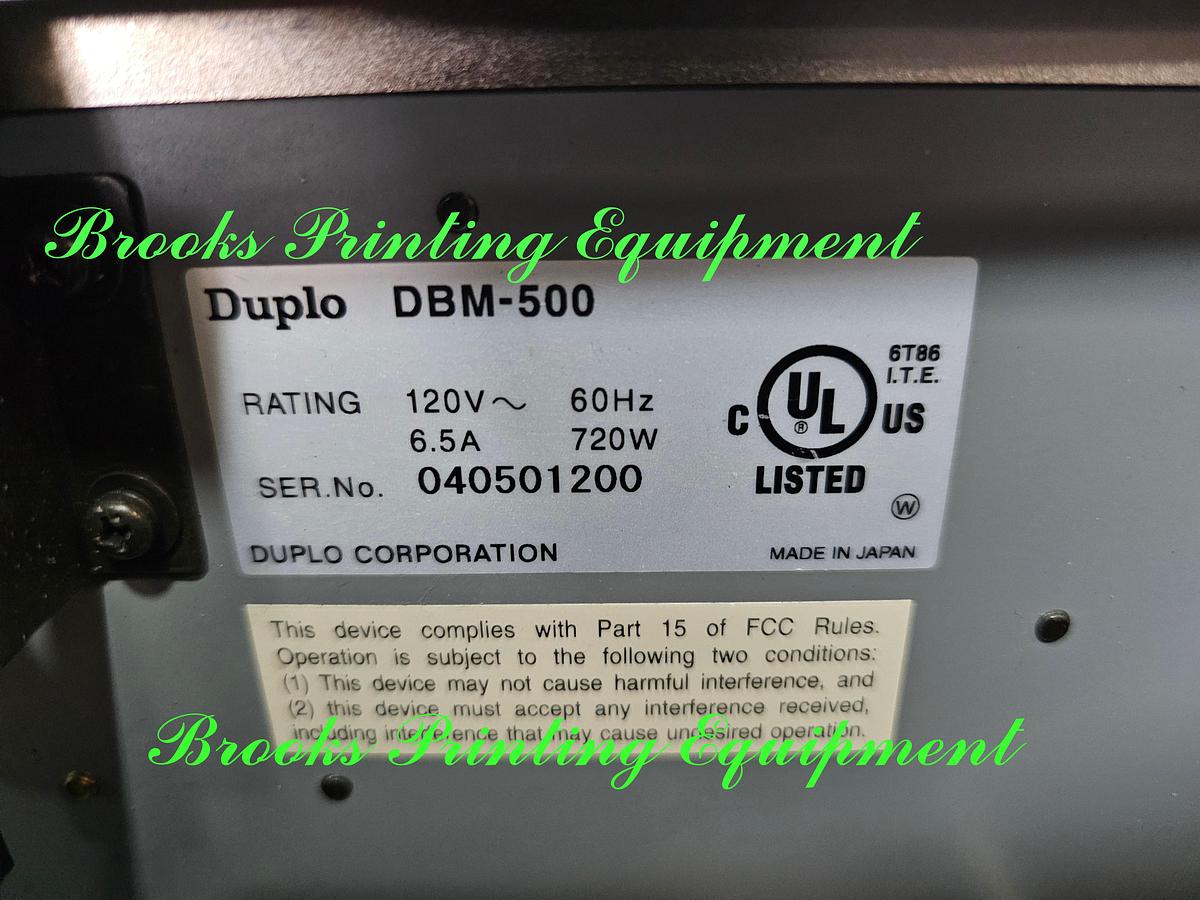 Brooks Printing Equipment
Duplo DBM-500
6T86
I.T.E.
RATING 120V～ 60Hz
C UL® US
6.5A 720W
SER.No. 040501200
LISTED
W
DUPLO CORPORATION MADE IN JAPAN
This device complies with Part 15 of FCC Rules.
Operation is subject to the following two conditions:
(1) This device may not cause harmful interference, and
(2) this device must accept any interference received,
including interference that may cause undesired operation.
Brooks Printing Equipment